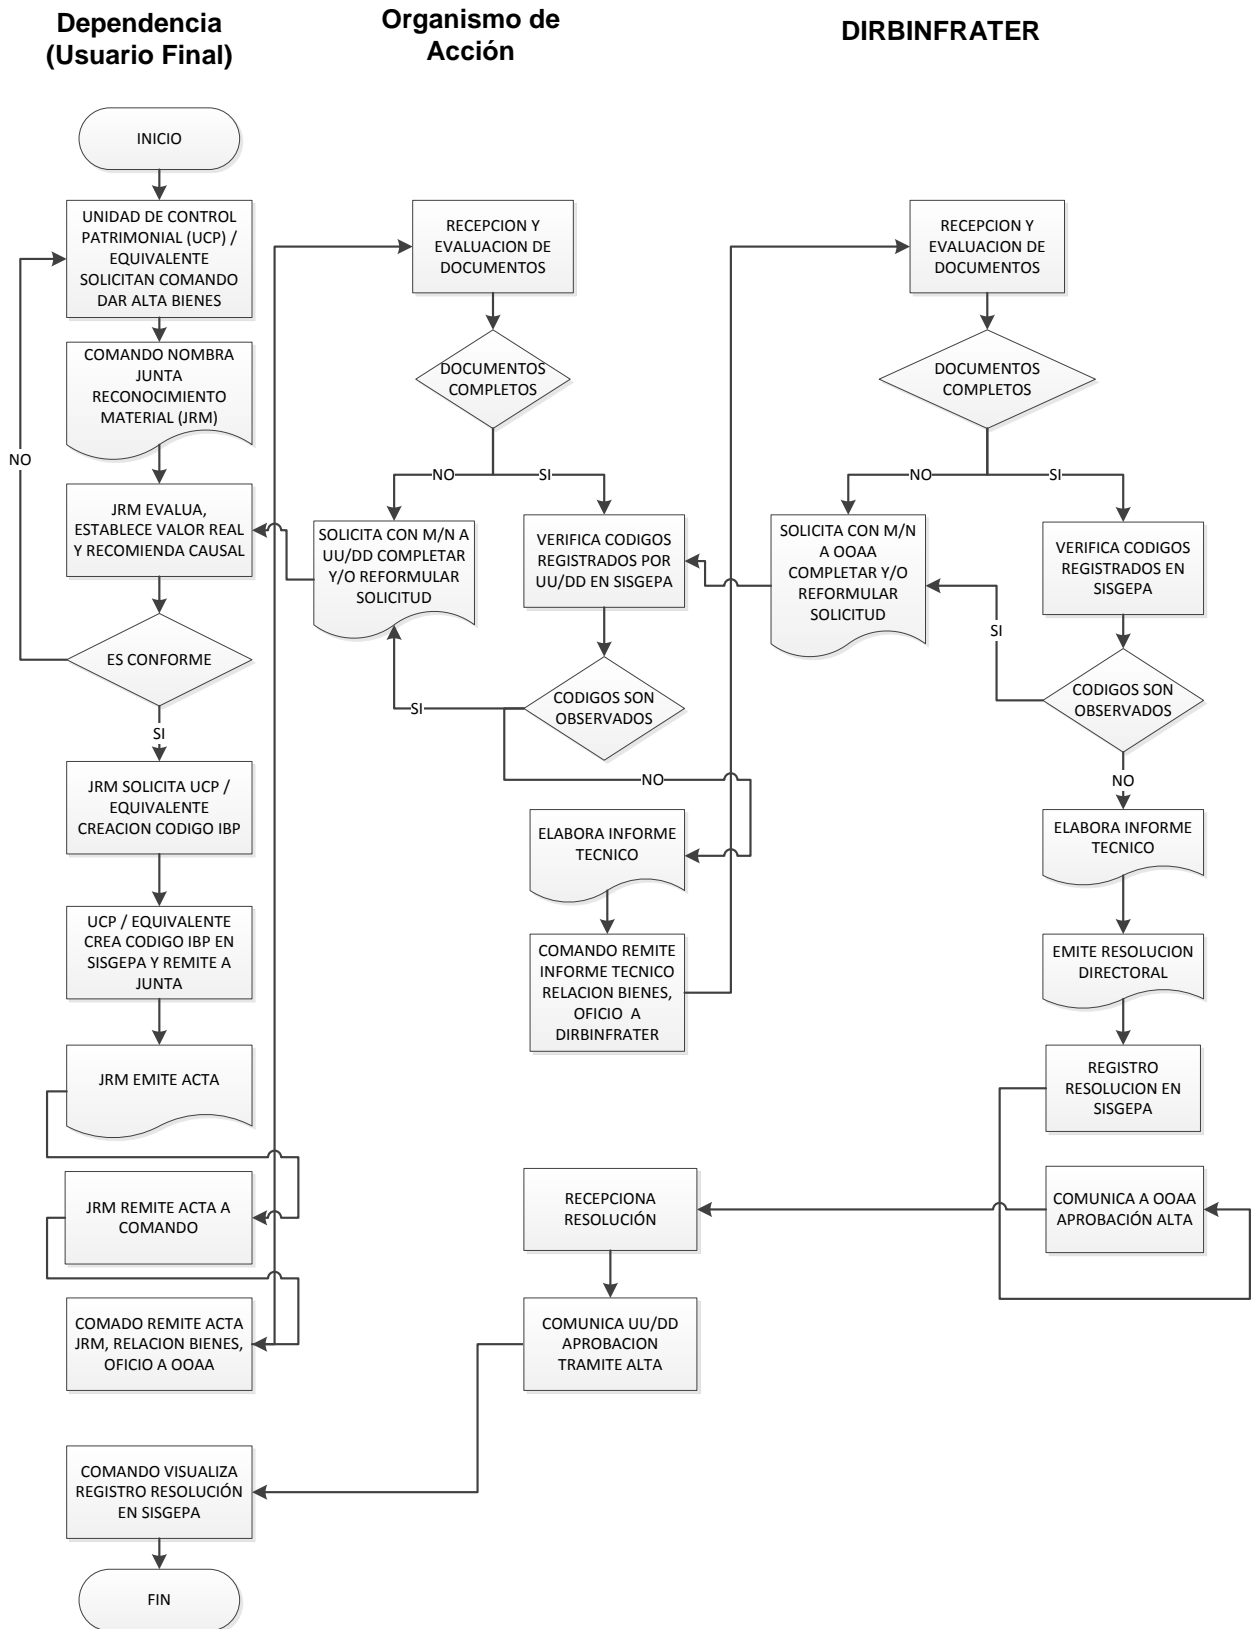 Dependencia
(Usuario Final)
Organismo de
Acción
DIRBINFRATER
INICIO
UNIDAD DE CONTROL
PATRIMONIAL (UCP) /
EQUIVALENTE
SOLICITAN COMANDO
DAR ALTA BIENES
COMANDO NOMBRA
JUNTA
RECONOCIMIENTO
MATERIAL (JRM)
NO
JRM EVALUA,
ESTABLECE VALOR REAL
Y RECOMIENDA CAUSAL
ES CONFORME
SI
JRM SOLICITA UCP /
EQUIVALENTE
CREACION CODIGO IBP
UCP / EQUIVALENTE
CREA CODIGO IBP EN
SISGEPA Y REMITE A
JUNTA
JRM EMITE ACTA
JRM REMITE ACTA A
COMANDO
COMADO REMITE ACTA
JRM, RELACION BIENES,
OFICIO A OOAA
COMANDO VISUALIZA
REGISTRO RESOLUCIÓN
EN SISGEPA
FIN
RECEPCION Y
EVALUACION DE
DOCUMENTOS
DOCUMENTOS
COMPLETOS
NO
SI
SOLICITA CON M/N A
UU/DD COMPLETAR
Y/O REFORMULAR
SOLICITUD
VERIFICA CODIGOS
REGISTRADOS POR
UU/DD EN SISGEPA
CODIGOS SON
OBSERVADOS
SI
NO
ELABORA INFORME
TECNICO
COMANDO REMITE
INFORME TECNICO
RELACION BIENES,
OFICIO A
DIRBINFRATER
RECEPCIONA
RESOLUCIÓN
COMUNICA UU/DD
APROBACION
TRAMITE ALTA
RECEPCION Y
EVALUACION DE
DOCUMENTOS
DOCUMENTOS
COMPLETOS
NO
SI
SOLICITA CON M/N
A OOAA
COMPLETAR Y/O
REFORMULAR
SOLICITUD
VERIFICA CODIGOS
REGISTRADOS EN
SISGEPA
SI
CODIGOS SON
OBSERVADOS
NO
ELABORA INFORME
TECNICO
EMITE RESOLUCION
DIRECTORAL
REGISTRO
RESOLUCION EN
SISGEPA
COMUNICA A OOAA
APROBACIÓN ALTA